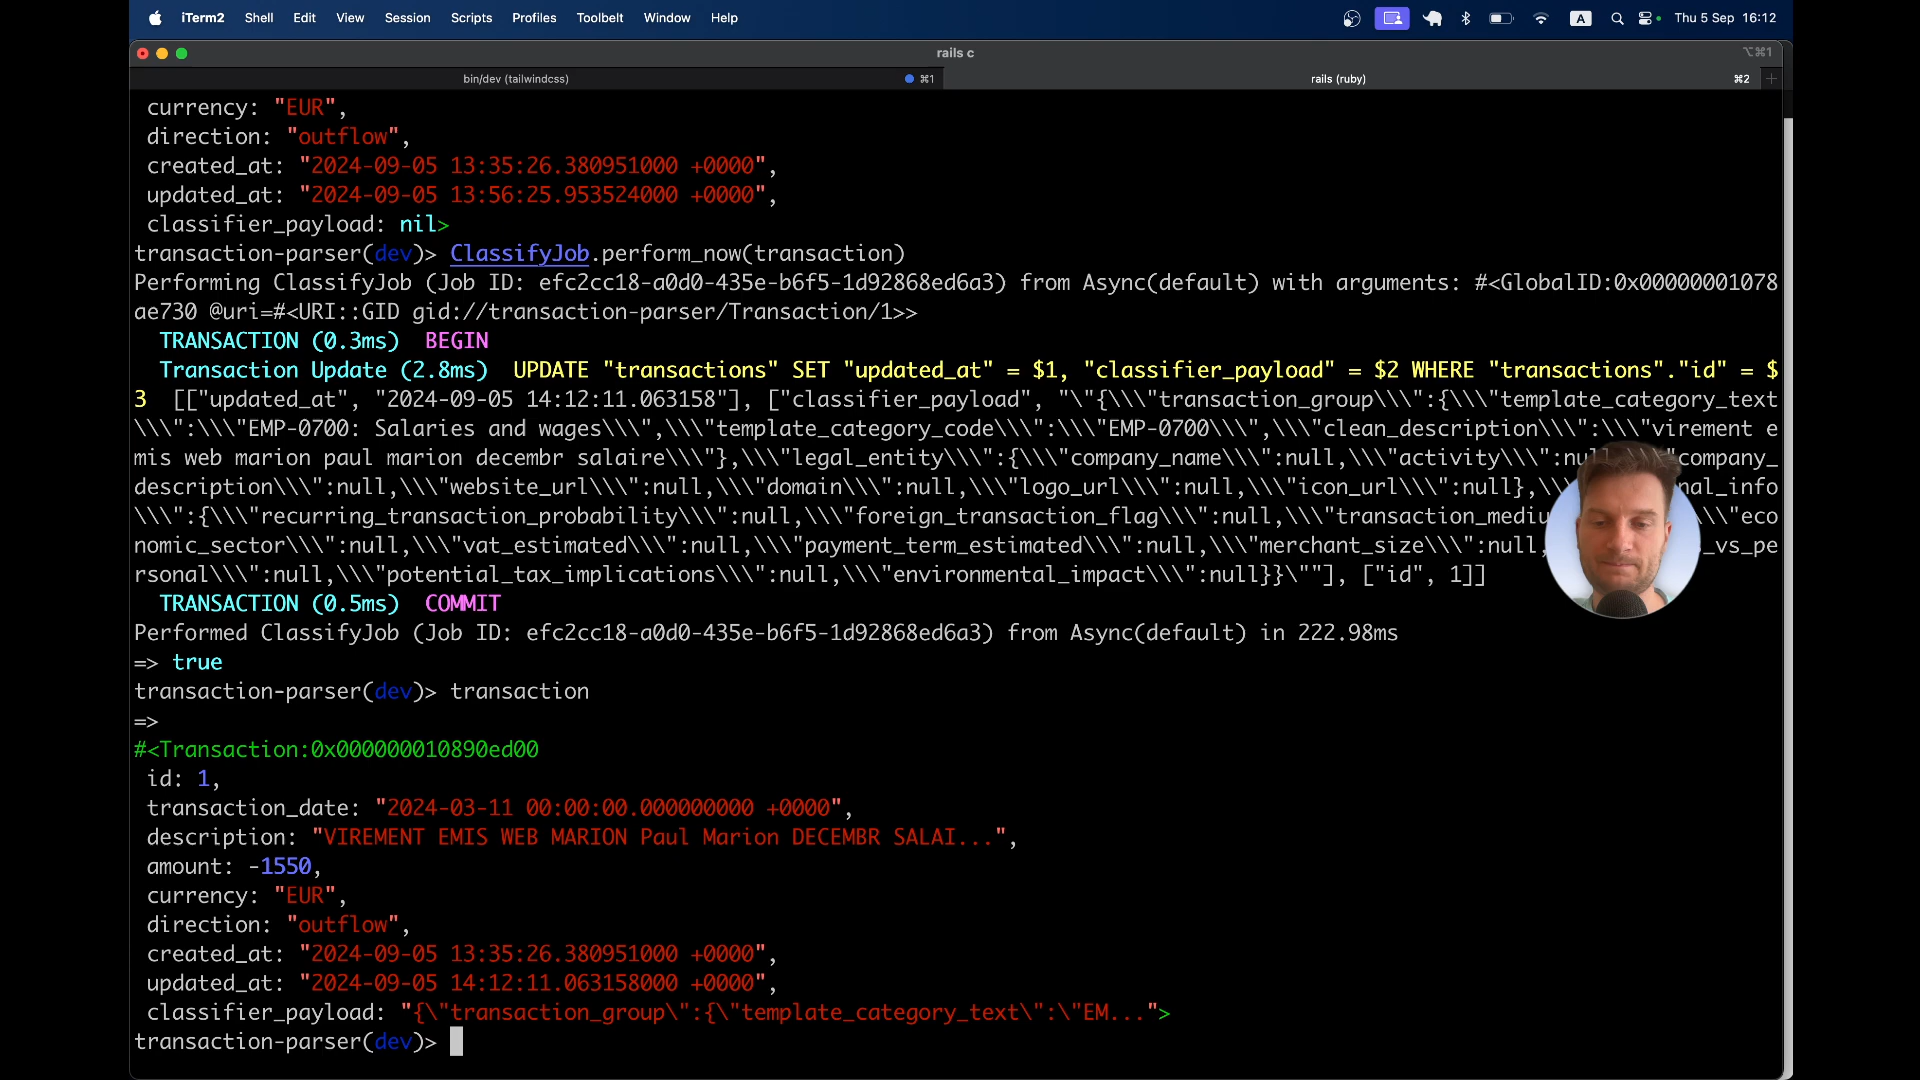 iTerm2 Shell Edit View Session Scripts Profiles Toolbelt Window Help A Thu 5 Sep 16:12
rails c ⌥⌘1
bin/dev (tailwindcss) ⌘1 rails (ruby) ⌘2 +
currency: "EUR",
direction: "outflow",
created_at: "2024-09-05 13:35:26.380951000 +0000",
updated_at: "2024-09-05 13:56:25.953524000 +0000",
classifier_payload: nil>
transaction-parser(dev)> ClassifyJob.perform_now(transaction)
Performing ClassifyJob (Job ID: efc2cc18-a0d0-435e-b6f5-1d92868ed6a3) from Async(default) with arguments: #<GlobalID:0x00000001078
ae730 @uri=#<URI::GID gid://transaction-parser/Transaction/1>>
TRANSACTION (0.3ms) BEGIN
Transaction Update (2.8ms) UPDATE "transactions" SET "updated_at" = $1, "classifier_payload" = $2 WHERE "transactions"."id" = $
3 [["updated_at", "2024-09-05 14:12:11.063158"], ["classifier_payload", "\"{\\\"transaction_group\\\":{\\\"template_category_text
\\\":\\\"EMP-0700: Salaries and wages\\\",\\\"template_category_code\\\":\\\"EMP-0700\\\",\\\"clean_description\\\":\\\"virement e
mis web marion paul marion decembr salaire\\\"},\\\"legal_entity\\\":{\\\"company_name\\\":null,\\\"activity\\\":nul \"company_
description\\\":null,\\\"website_url\\\":null,\\\"domain\\\":null,\\\"logo_url\\\":null,\\\"icon_url\\\":null},\\ nal_info
\\\":{\\\"recurring_transaction_probability\\\":null,\\\"foreign_transaction_flag\\\":null,\\\"transaction_mediu \\"eco
nomic_sector\\\":null,\\\"vat_estimated\\\":null,\\\"payment_term_estimated\\\":null,\\\"merchant_size\\\":null, _vs_pe
rsonal\\\":null,\\\"potential_tax_implications\\\":null,\\\"environmental_impact\\\":null}}\""], ["id", 1]]
TRANSACTION (0.5ms) COMMIT
Performed ClassifyJob (Job ID: efc2cc18-a0d0-435e-b6f5-1d92868ed6a3) from Async(default) in 222.98ms
=> true
transaction-parser(dev)> transaction
=>
#<Transaction:0x000000010890ed00
id: 1,
transaction_date: "2024-03-11 00:00:00.000000000 +0000",
description: "VIREMENT EMIS WEB MARION Paul Marion DECEMBR SALAI...",
amount: -1550,
currency: "EUR",
direction: "outflow",
created_at: "2024-09-05 13:35:26.380951000 +0000",
updated_at: "2024-09-05 14:12:11.063158000 +0000",
classifier_payload: "{\"transaction_group\":{\"template_category_text\":\"EM...">
transaction-parser(dev)>